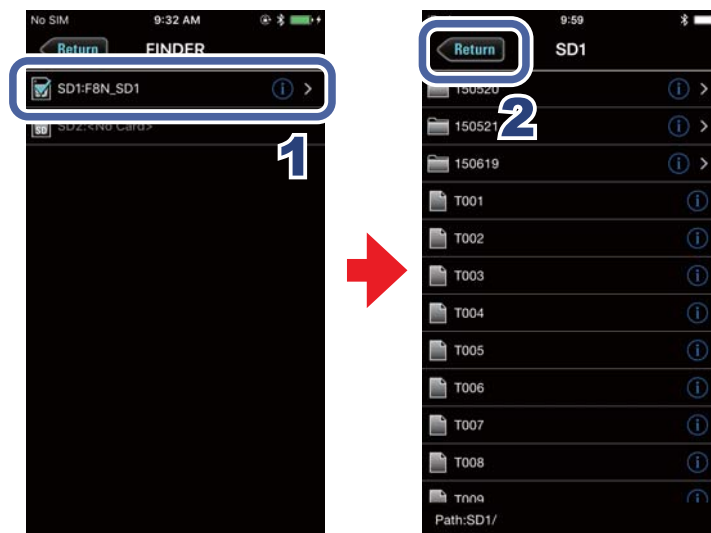 No SIM 9:32 AM
Return FINDER
SD1:F8N_SD1
SD SD2:<No Card>
1
9:59
Return SD1
150520
2
150521
150619
T001
T002
T003
T004
T005
T006
T007
T008
T009
Path:SD1/